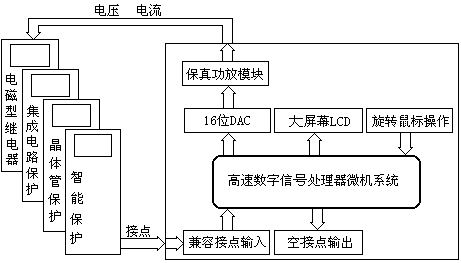 电压 电流
保真功放模块
16位DAC
大屏幕LCD
旋转鼠标操作
高速数字信号处理器微机系统
兼容接点输入
空接点输出
接点
电磁型继电器
集成电路保护
晶体管保护
智能保护